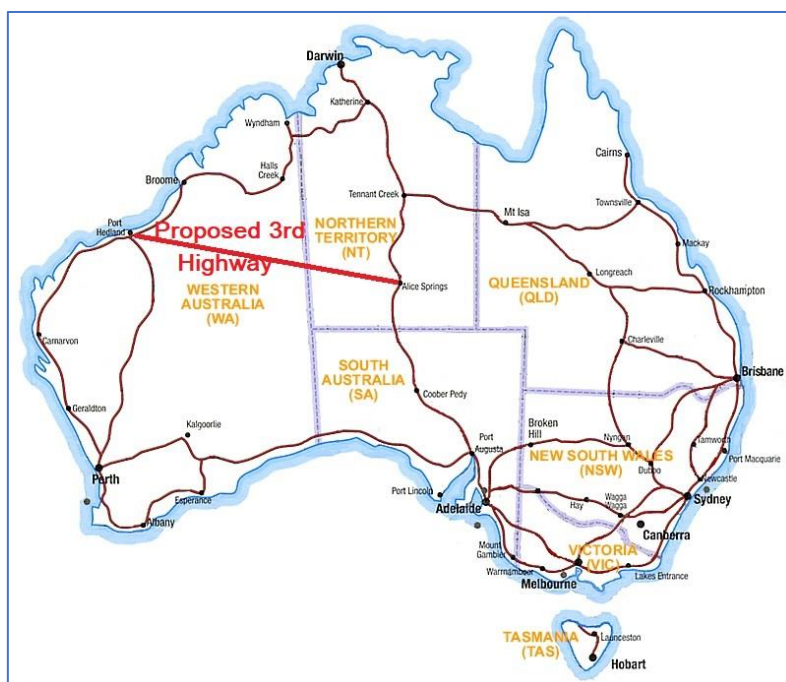 Darwin
Katherine
Wyndham
Halls
Creek
Broome
Port
Hedland
Proposed 3rd
Highway
Tennant Creek
NORTHERN
TERRITORY
(NT)
Alice Springs
WESTERN
AUSTRALIA
(WA)
Cairns
Townsville
Mt Isa
Mackay
QUEENSLAND
(QLD)
Longreach
Rockhampton
Charleville
Brisbane
Carnarvon
Geraldton
Kalgoorlie
Perth
Esperance
Albany
SOUTH
AUSTRALIA
(SA)
Coober Pedy
Port
Augusta
Port Lincoln
Adelaide
Broken
Hill
Nyngan
NEW SOUTH WALES
(NSW)
Tamworth
Port Macquarie
Dubbo
Newcastle
Sydney
Hay
Wagga
Wagga
Canberra
Mount
Gambier
VICTORIA
(VIC)
Warrnambool
Melbourne
Lakes Entrance
TASMANIA
(TAS)
Launceston
Hobart